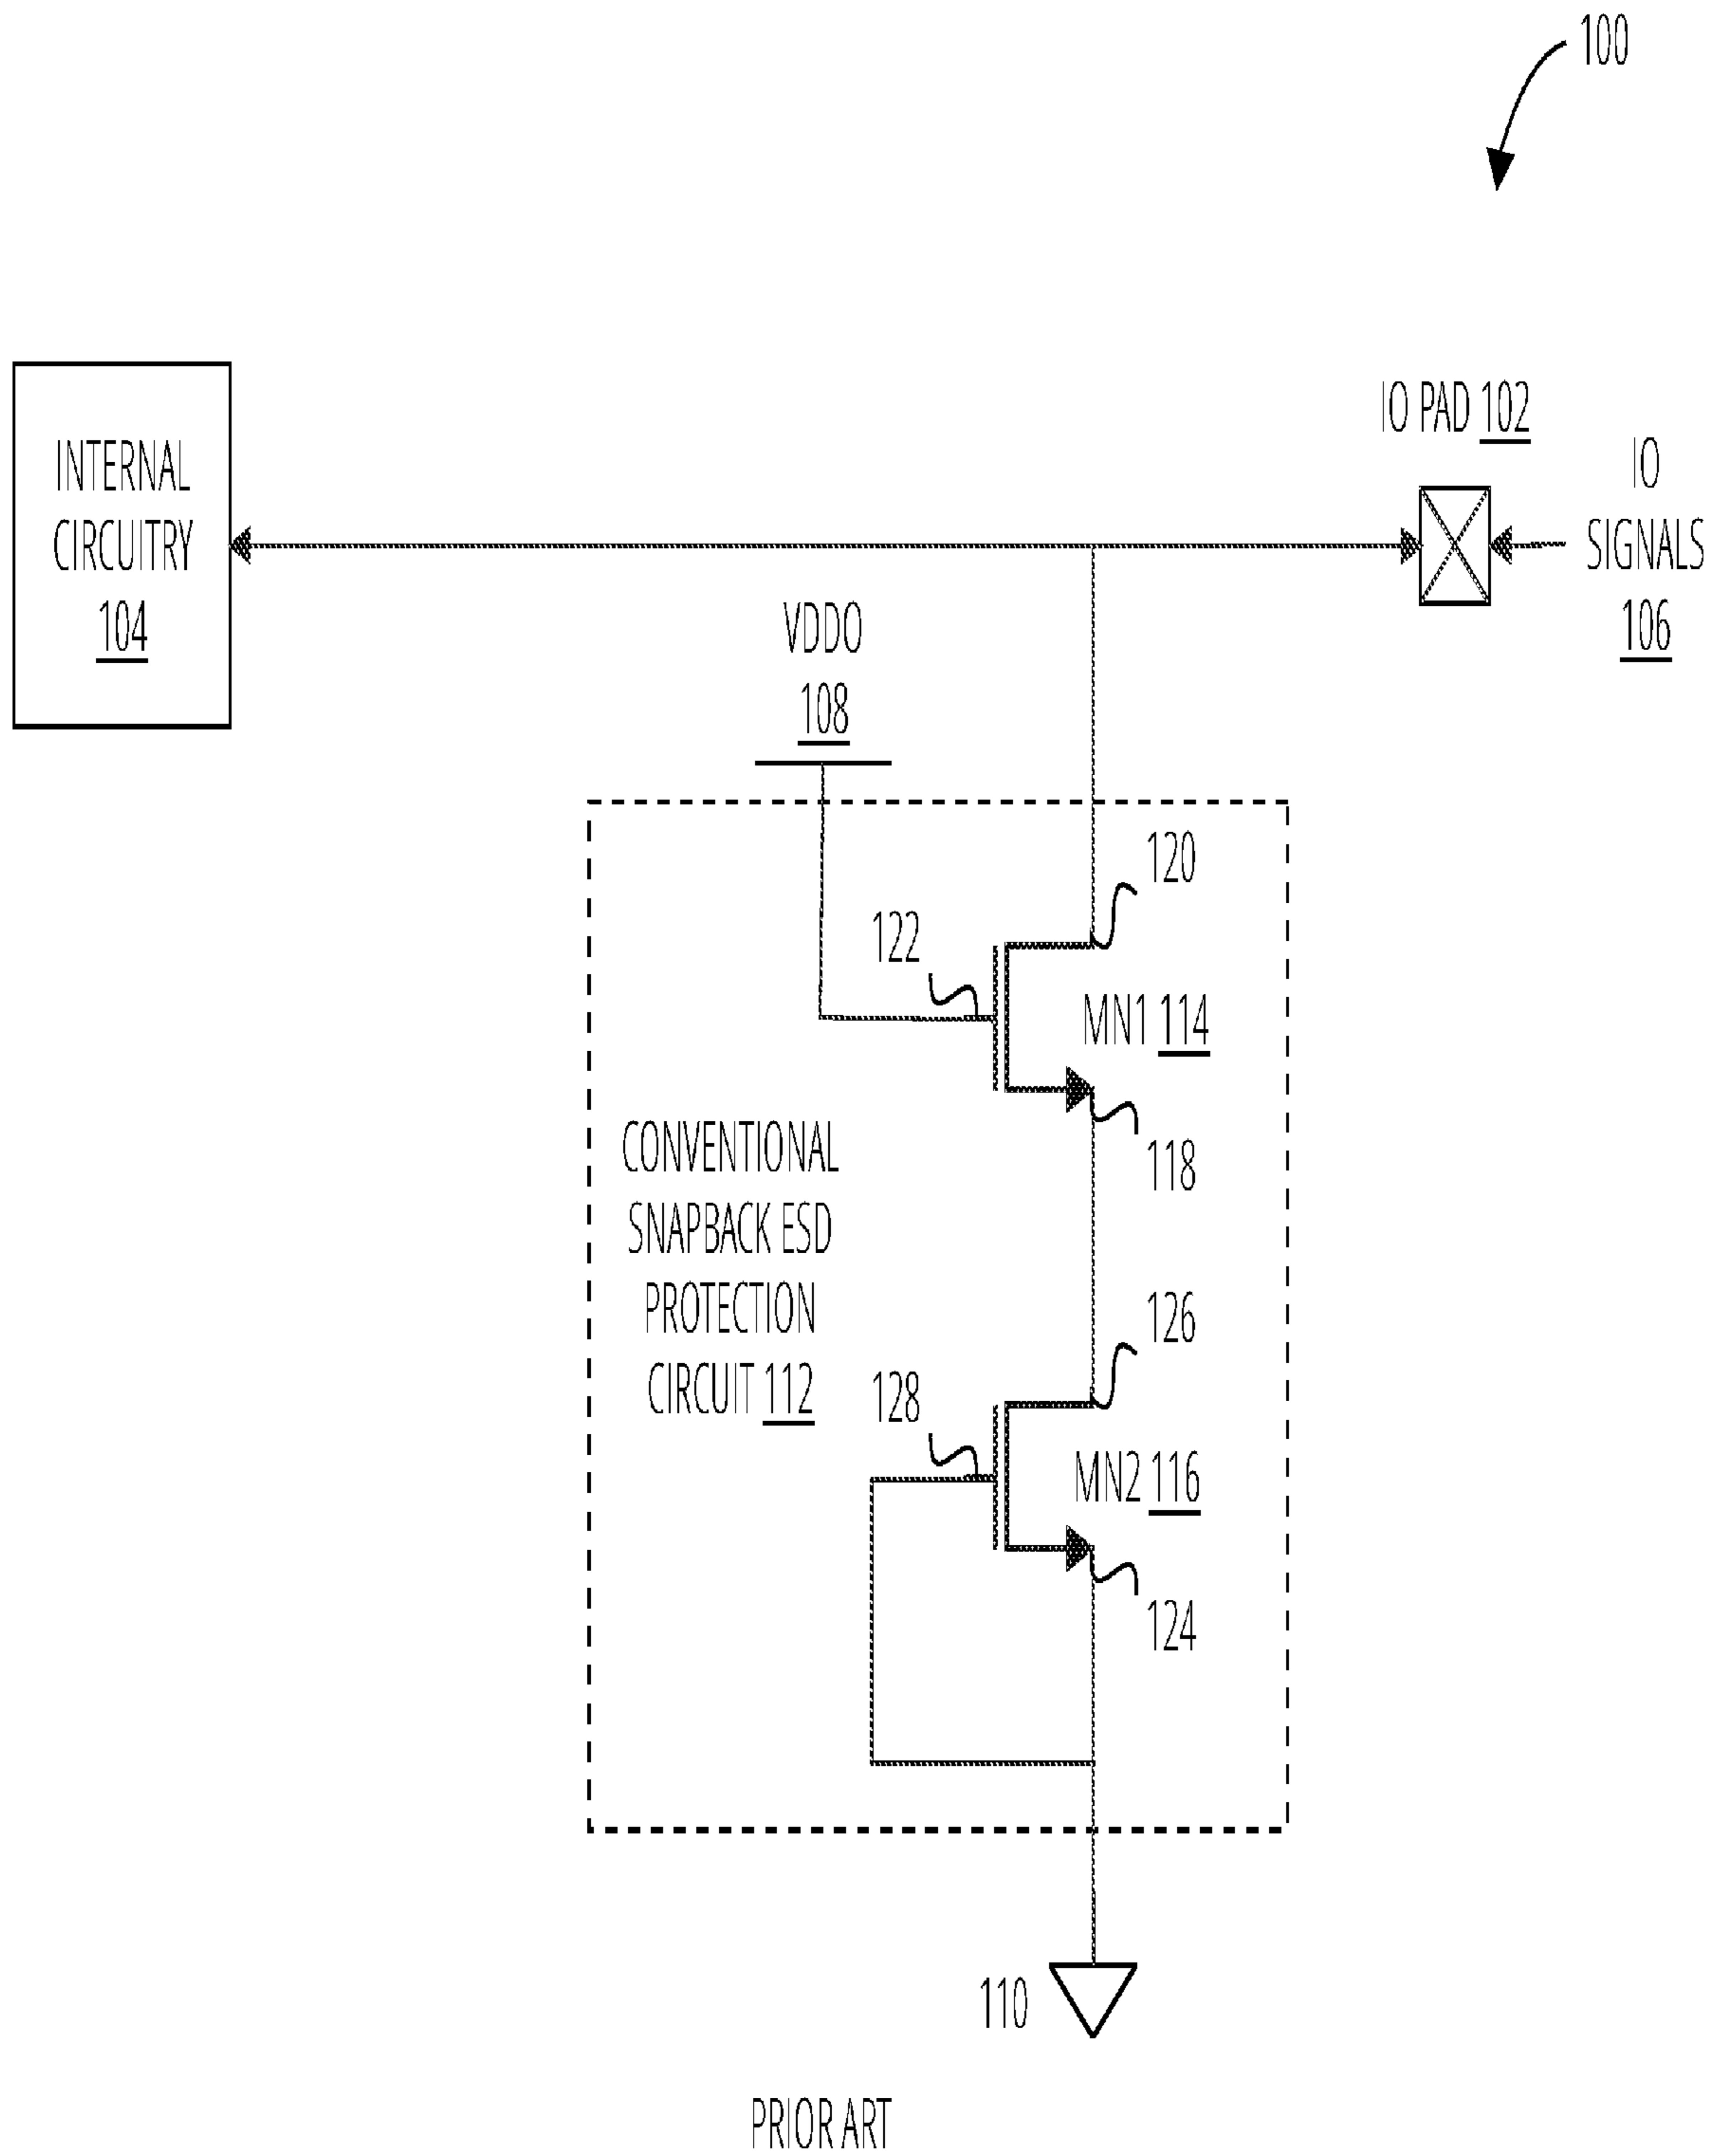 100
IO PAD 102
IO
SIGNALS
106
INTERNAL
CIRCUITRY
104
VDDO
108
120
122
MN1 114
118
CONVENTIONAL
SNAPBACK ESD
PROTECTION
CIRCUIT 112
126
128
MN2 116
124
110
PRIOR ART